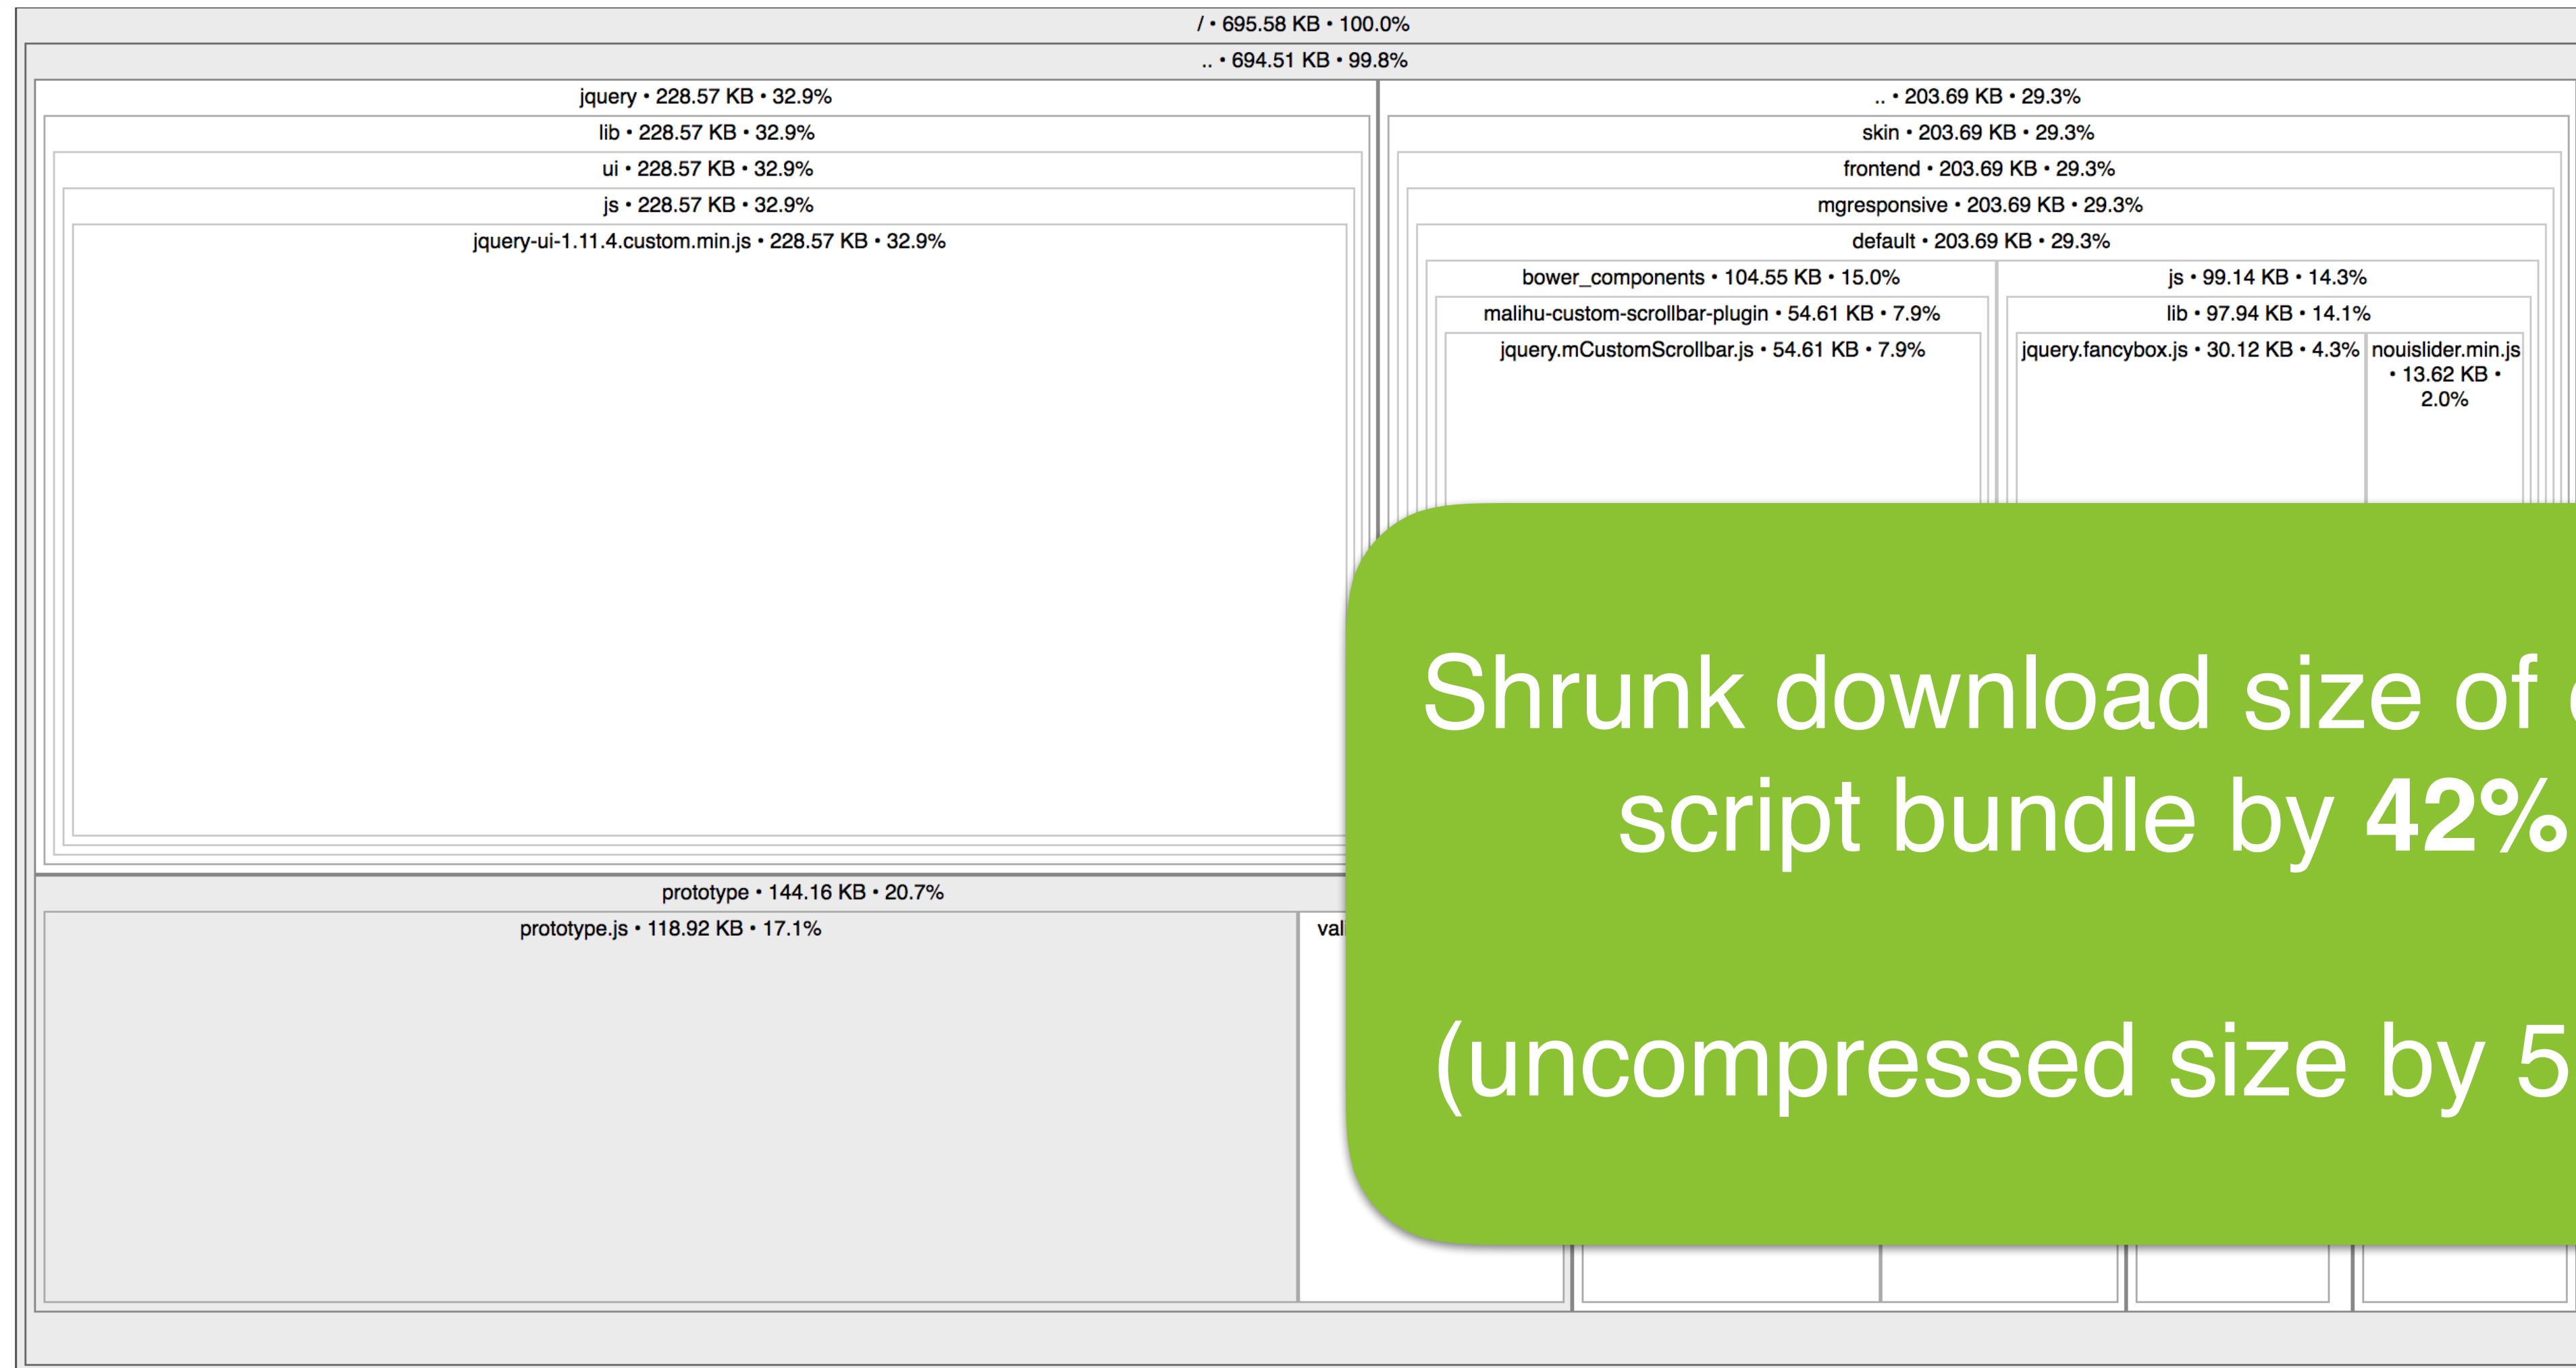 / • 695.58 KB • 100.0%
.. • 694.51 KB • 99.8%
jquery • 228.57 KB • 32.9%
lib • 228.57 KB • 32.9%
ui • 228.57 KB • 32.9%
js • 228.57 KB • 32.9%
jquery-ui-1.11.4.custom.min.js • 228.57 KB • 32.9%
.. • 203.69 KB • 29.3%
skin • 203.69 KB • 29.3%
frontend • 203.69 KB • 29.3%
mgresponsive • 203.69 KB • 29.3%
default • 203.69 KB • 29.3%
bower_components • 104.55 KB • 15.0%
malihu-custom-scrollbar-plugin • 54.61 KB • 7.9%
jquery.mCustomScrollbar.js • 54.61 KB • 7.9%
js • 99.14 KB • 14.3%
lib • 97.94 KB • 14.1%
jquery.fancybox.js • 30.12 KB • 4.3%
nouislider.min.js
• 13.62 KB •
2.0%
Shrunk download size of
script bundle by 42%
(uncompressed size by 5
prototype • 144.16 KB • 20.7%
prototype.js • 118.92 KB • 17.1%